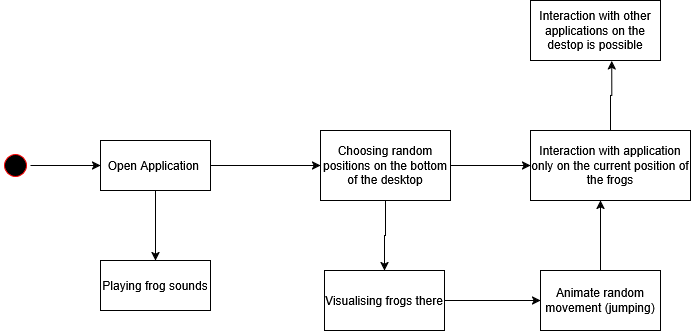 Interaction with other
applications on the
destop is possible
Open Application
Choosing random
positions on the bottom
of the desktop
Interaction with application
only on the current position of
the frogs
Playing frog sounds
Visualising frogs there
Animate random
movement (jumping)